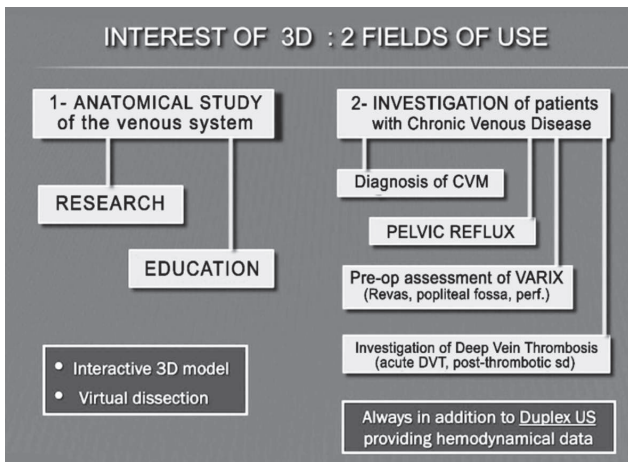 INTEREST OF 3D : 2 FIELDS OF USE
1- ANATOMICAL STUDY
of the venous system
RESEARCH
EDUCATION
• Interactive 3D model
• Virtual dissection
2- INVESTIGATION of patients
with Chronic Venous Disease
Diagnosis of CVM
PELVIC REFLUX
Pre-op assessment of VARIX
(Revas, popliteal fossa, perf.)
Investigation of Deep Vein Thrombosis
(acute DVT, post-thrombotic sd)
Always in addition to Duplex US
providing hemodynamical data